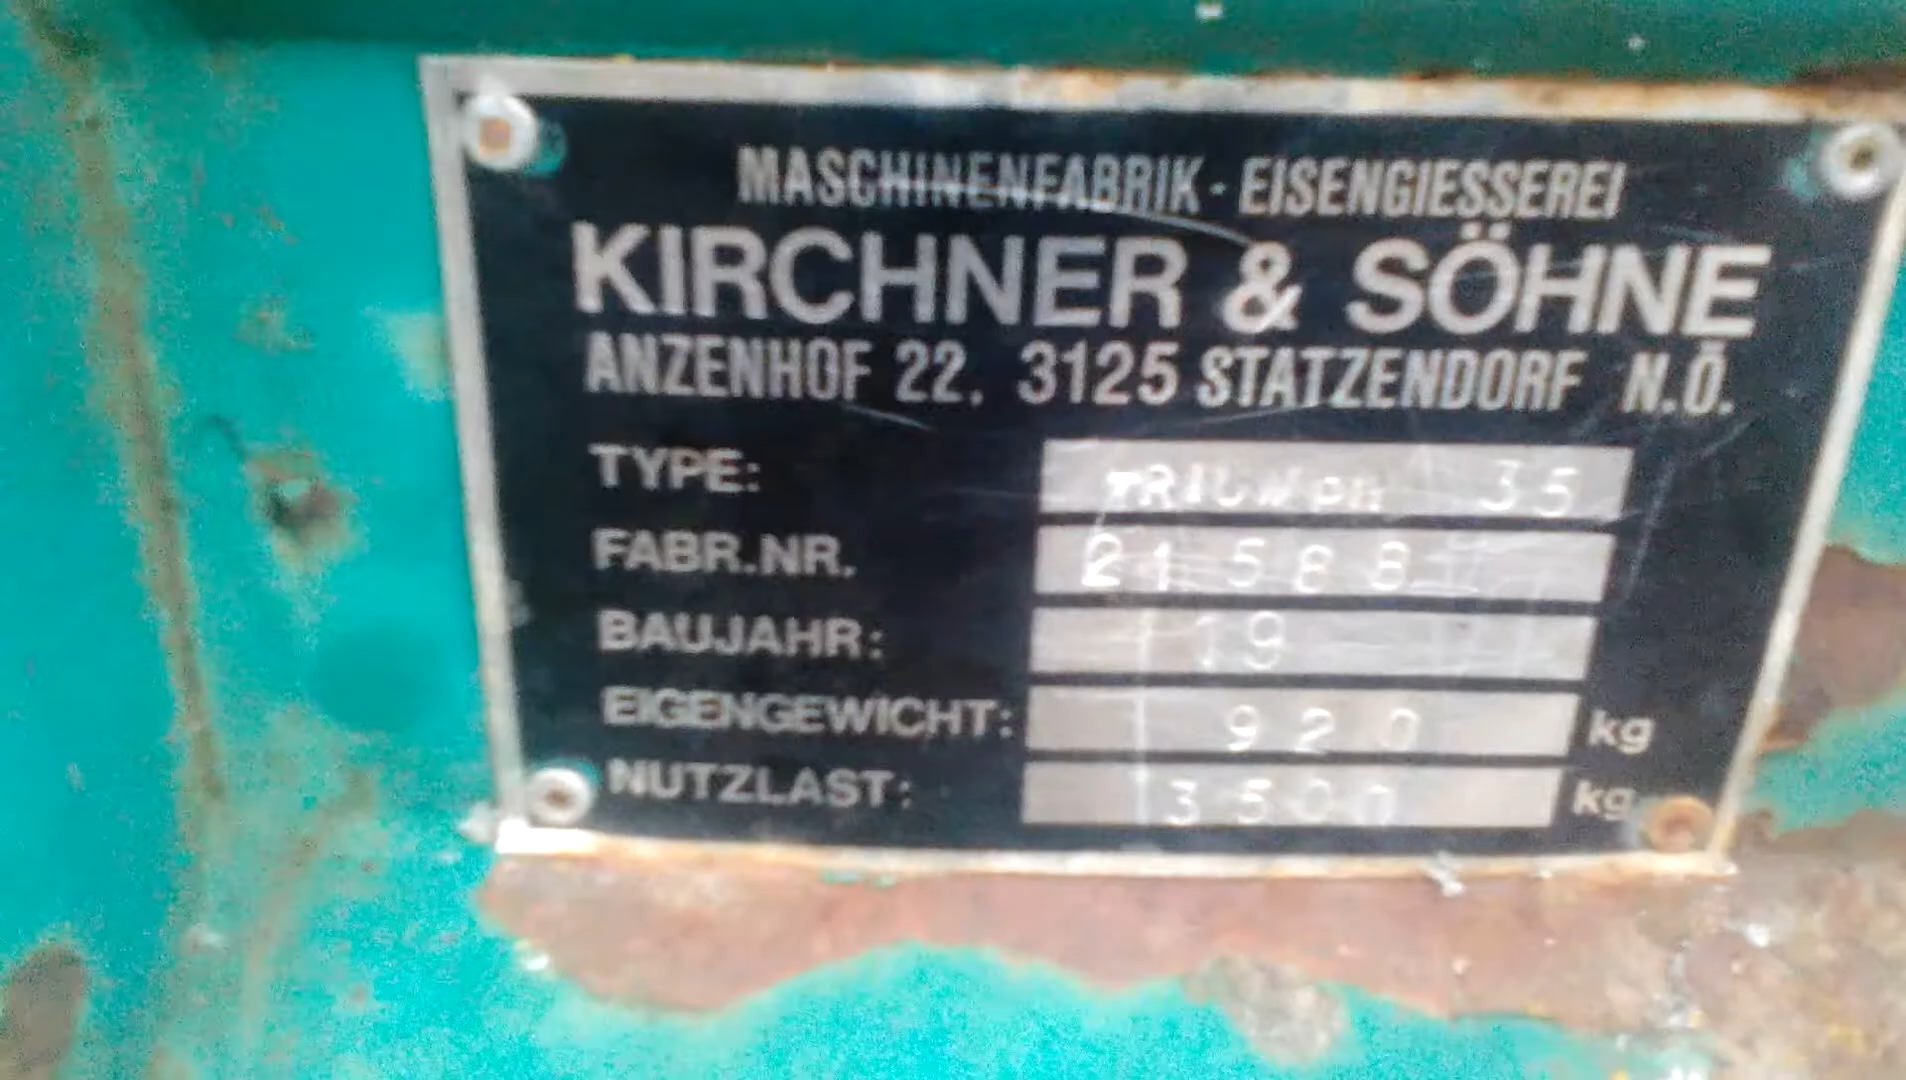 MASCHINENFABRIK - EISENGIESSEREI
KIRCHNER & SÖHNE
ANZENHOF 22, 3125 STATZENDORF N.Ö.
TYPE: TRIUMPH 35
FABR.NR. 21588
BAUJAHR: 19
EIGENGEWICHT: 920 kg
NUTZLAST: 3500 kg